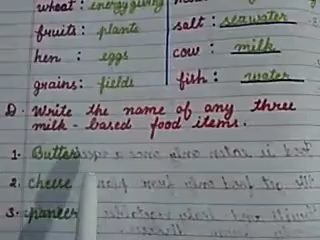 wheat : energy giving
fruits : plants
hen : eggs
grains : fields
salt : seawater
cow : milk
fish : water
D. Write the name of any three
milk - based food items.
1. Butter
2. cheese
3. paneer